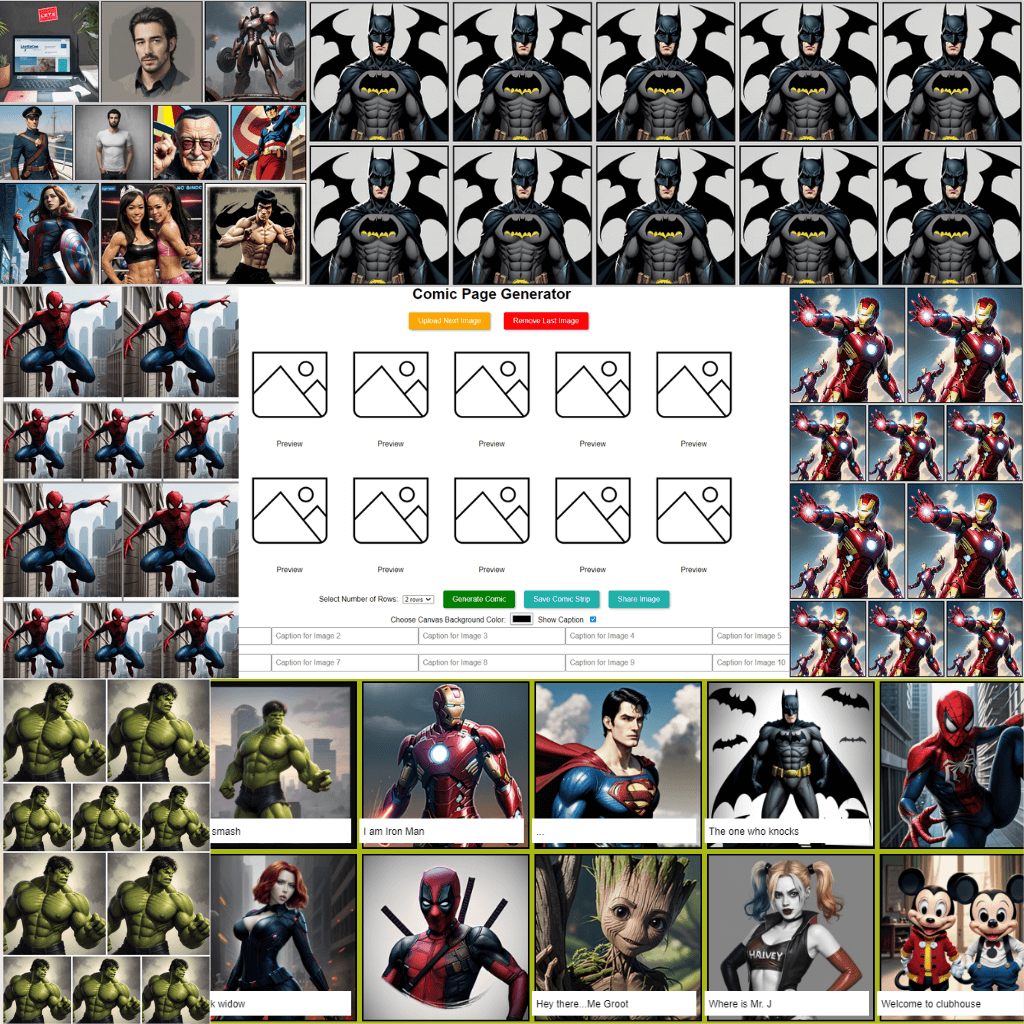 LETS
Comic Page Generator
Upload Next Image
Remove Last Image
Preview
Preview
Preview
Preview
Preview
Preview
Preview
Preview
Preview
Preview
Select Number of Rows: 2 rows
Generate Comic
Save Comic Strip
Share Image
Choose Canvas Background Color:
Show Caption
Caption for Image 2
Caption for Image 3
Caption for Image 4
Caption for Image 5
Caption for Image 7
Caption for Image 8
Caption for Image 9
Caption for Image 10
smash
I am Iron Man
...
The one who knocks
k widow
Hey there...Me Groot
HAIVEY
Where is Mr. J
Welcome to clubhouse